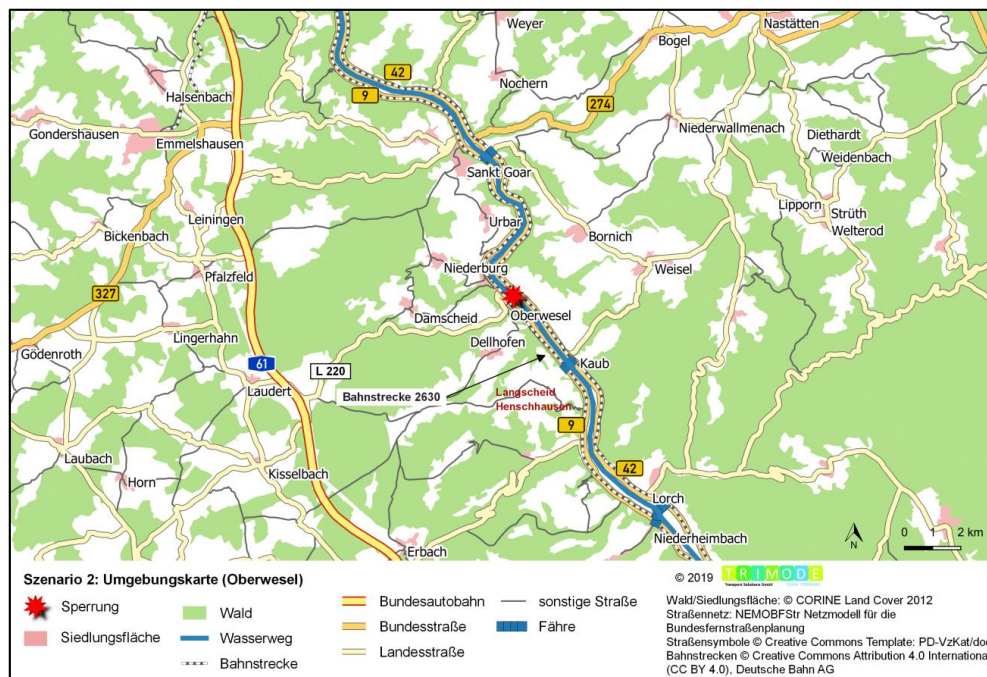 Weyer
Nastätten
Bogel
42
9
Nochern
274
Halsenbach
Gondershausen
Emmelshausen
Niederwallmenach
Diethardt
Weidenbach
Sankt Goar
Leiningen
Urbar
Lipporn
Strüth
Welterod
Bickenbach
Bornich
Pfalzfeld
Niederburg
Weisel
327
Damscheid
Oberwesel
Lingerhahn
Gödenroth
Dellhofen
61
L 220
Kaub
Laudert
Bahnstrecke 2630
Langscheid
Henschhausen
9
Laubach
Kisselbach
42
Horn
Lorch
Niederheimbach
Erbach
N
0 1 2 km
Szenario 2: Umgebungskarte (Oberwesel)
Sperrung
Siedlungsfläche
Wald
Wasserweg
Bahnstrecke
Bundesautobahn
Bundesstraße
Landesstraße
sonstige Straße
Fähre
© 2019 TRIMODE
Transport Solutions GmbH
Wald/Siedlungsfläche: © CORINE Land Cover 2012
Straßennetz: NEMOBFStr Netzmodell für die
Bundesfernstraßenplanung
Straßensymbole © Creative Commons Template: PD-VzKat/doc
Bahnstrecken © Creative Commons Attribution 4.0 International
(CC BY 4.0), Deutsche Bahn AG